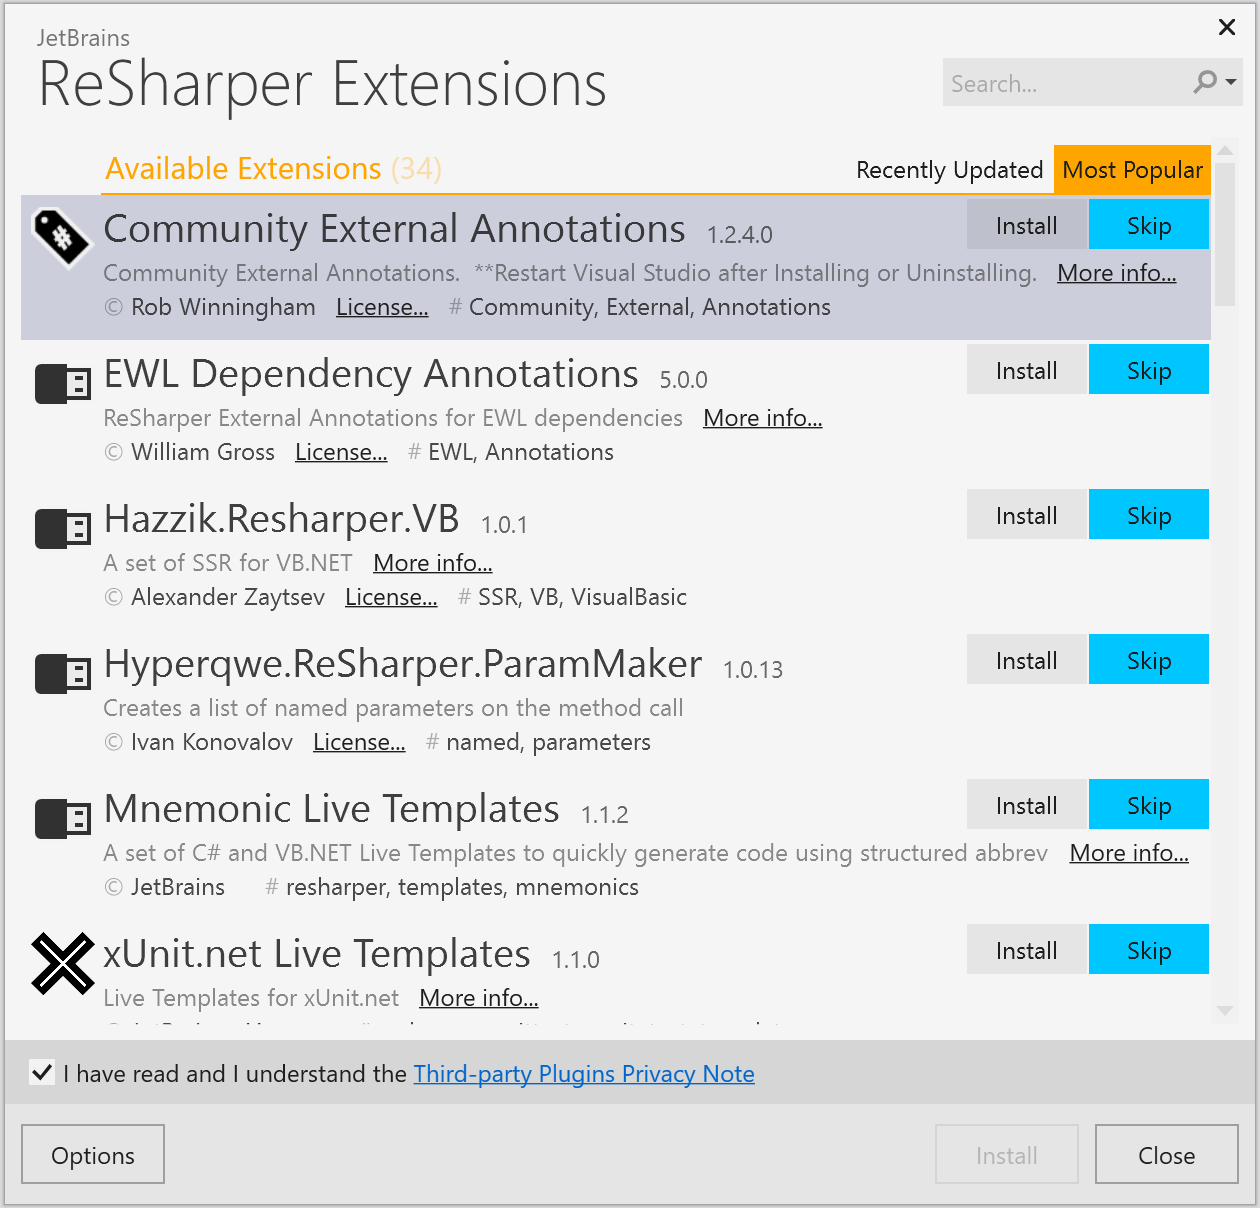 JetBrains
ReSharper Extensions
Search...
Available Extensions (34)
Recently Updated
Most Popular
Community External Annotations 1.2.4.0
Install
Skip
Community External Annotations.  **Restart Visual Studio after Installing or Uninstalling. More info...
© Rob Winningham License... # Community, External, Annotations
EWL Dependency Annotations 5.0.0
Install
Skip
ReSharper External Annotations for EWL dependencies More info...
© William Gross License... # EWL, Annotations
Hazzik.Resharper.VB 1.0.1
Install
Skip
A set of SSR for VB.NET More info...
© Alexander Zaytsev License... # SSR, VB, VisualBasic
Hyperqwe.ReSharper.ParamMaker 1.0.13
Install
Skip
Creates a list of named parameters on the method call
© Ivan Konovalov License... # named, parameters
Mnemonic Live Templates 1.1.2
Install
Skip
A set of C# and VB.NET Live Templates to quickly generate code using structured abbrev More info...
© JetBrains # resharper, templates, mnemonics
xUnit.net Live Templates 1.1.0
Install
Skip
Live Templates for xUnit.net More info...
I have read and I understand the Third-party Plugins Privacy Note
Options
Install
Close